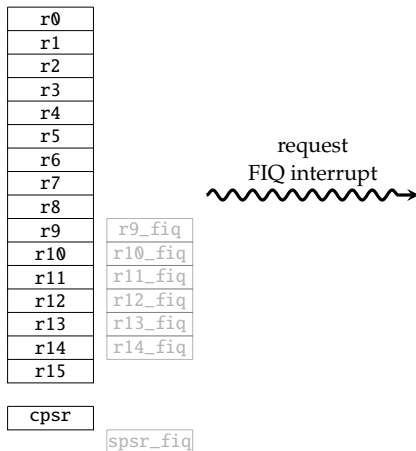 r0
r1
r2
r3
r4
r5
r6
r7
r8
r9 r9_fiq
r10 r10_fiq
r11 r11_fiq
r12 r12_fiq
r13 r13_fiq
r14 r14_fiq
r15
cpsr
spsr_fiq
request
FIQ interrupt